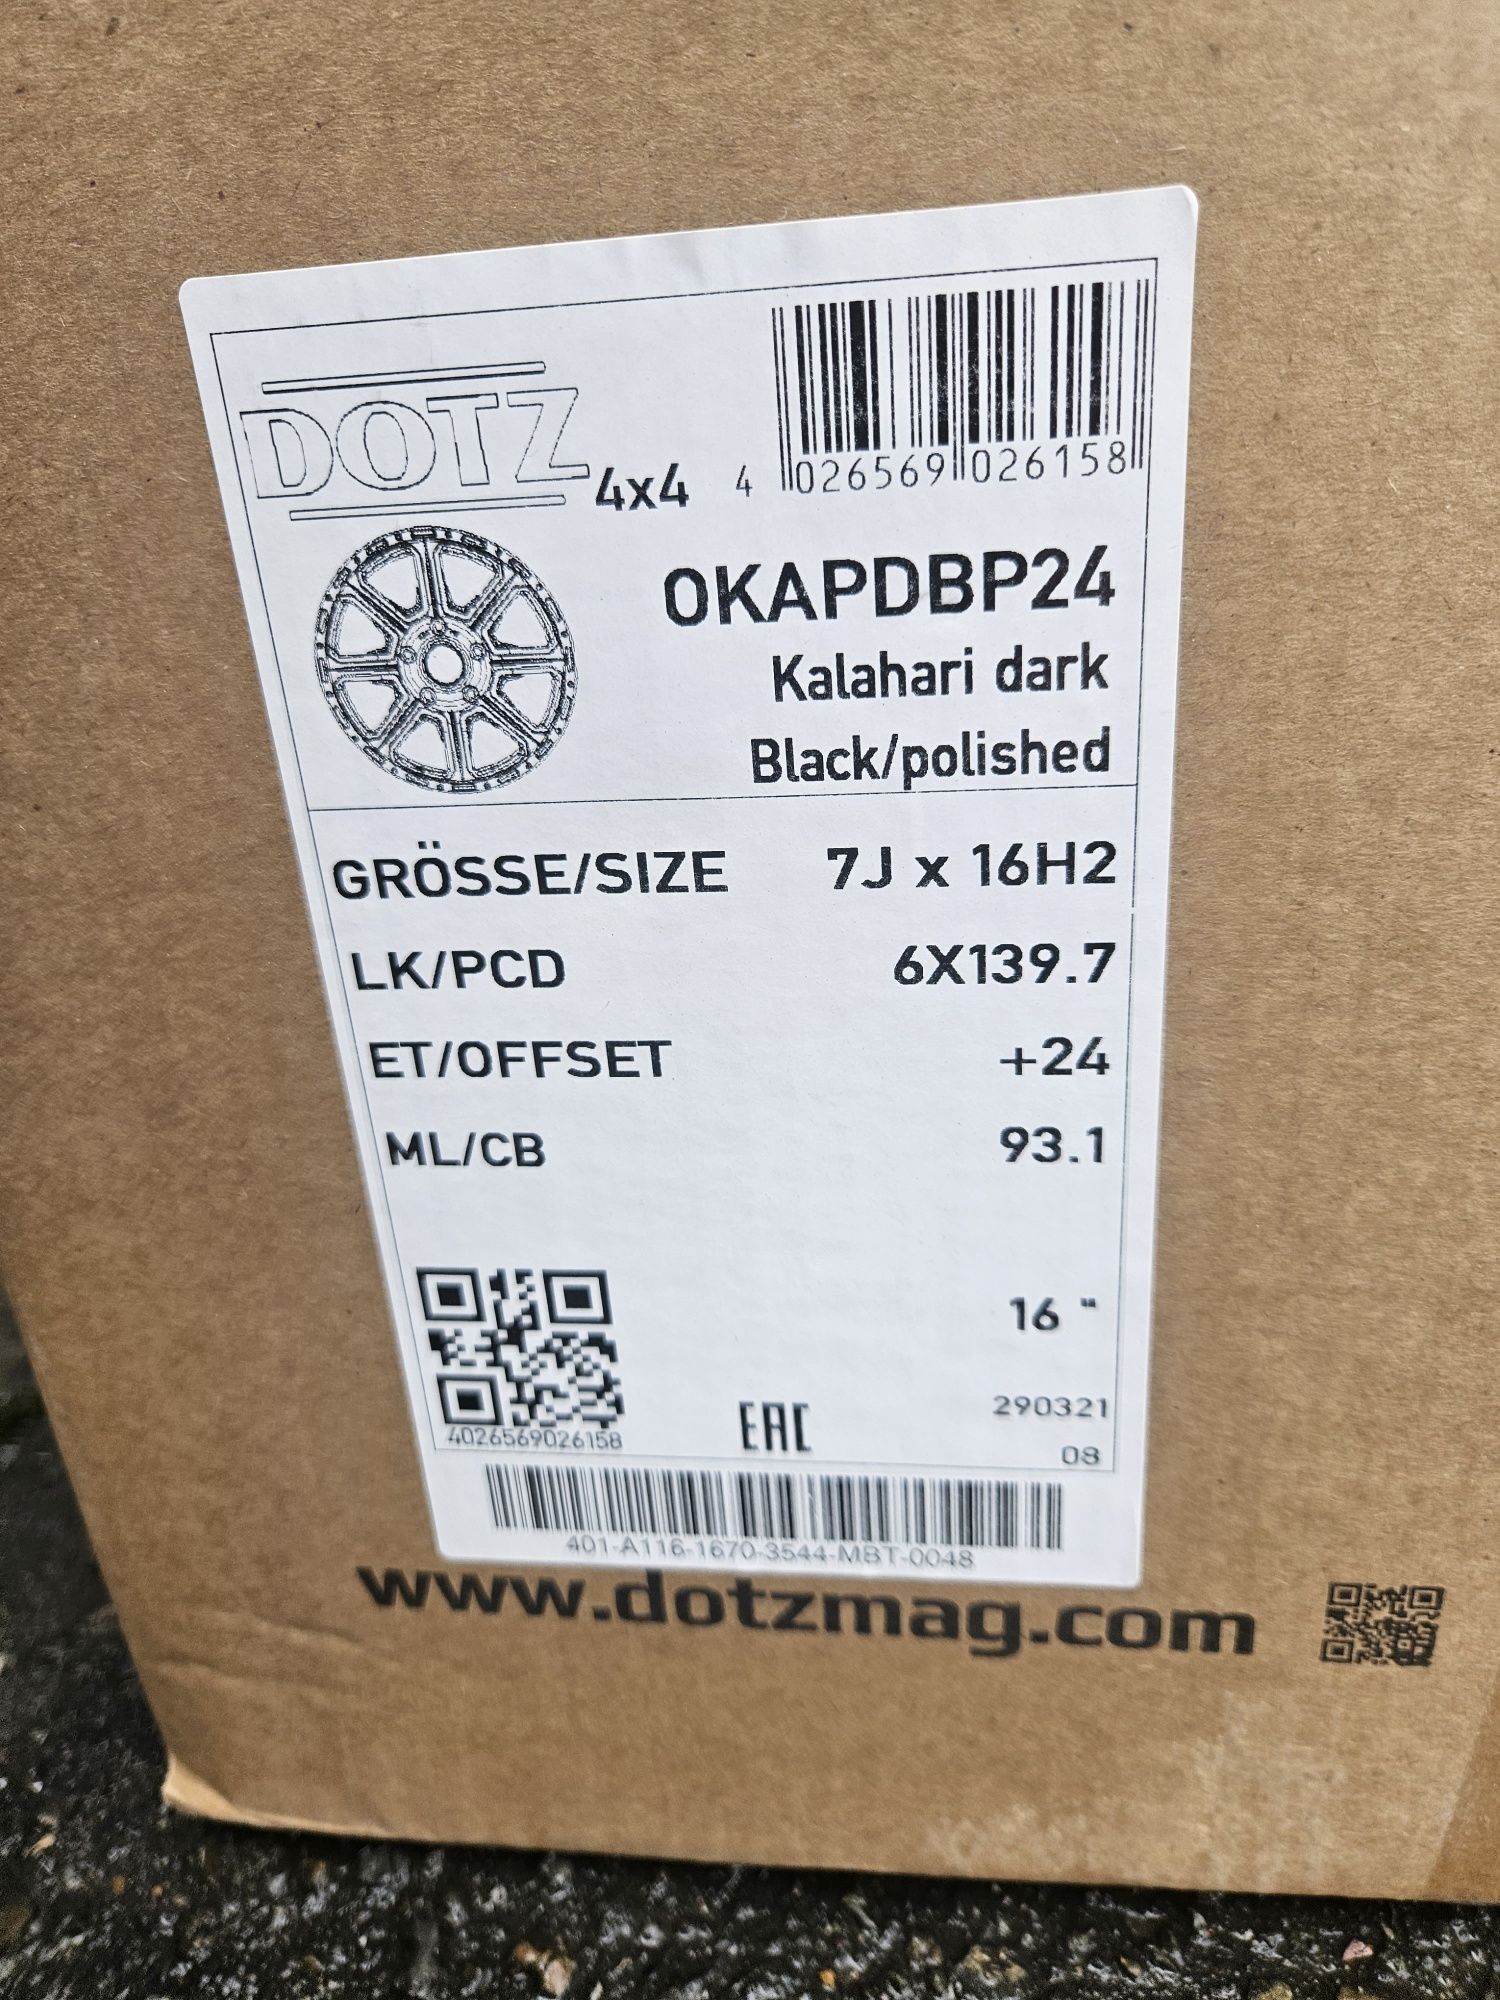 DOTZ 4x4
4 026569 026158
OKAPDBP24
Kalahari dark
Black/polished
GRÖSSE/SIZE 7J x 16H2
LK/PCD 6X139.7
ET/OFFSET +24
ML/CB 93.1
16 "
290321
08
EAC
4026569026158
401-A116-1670-3544-MBT-0048
www.dotzmag.com